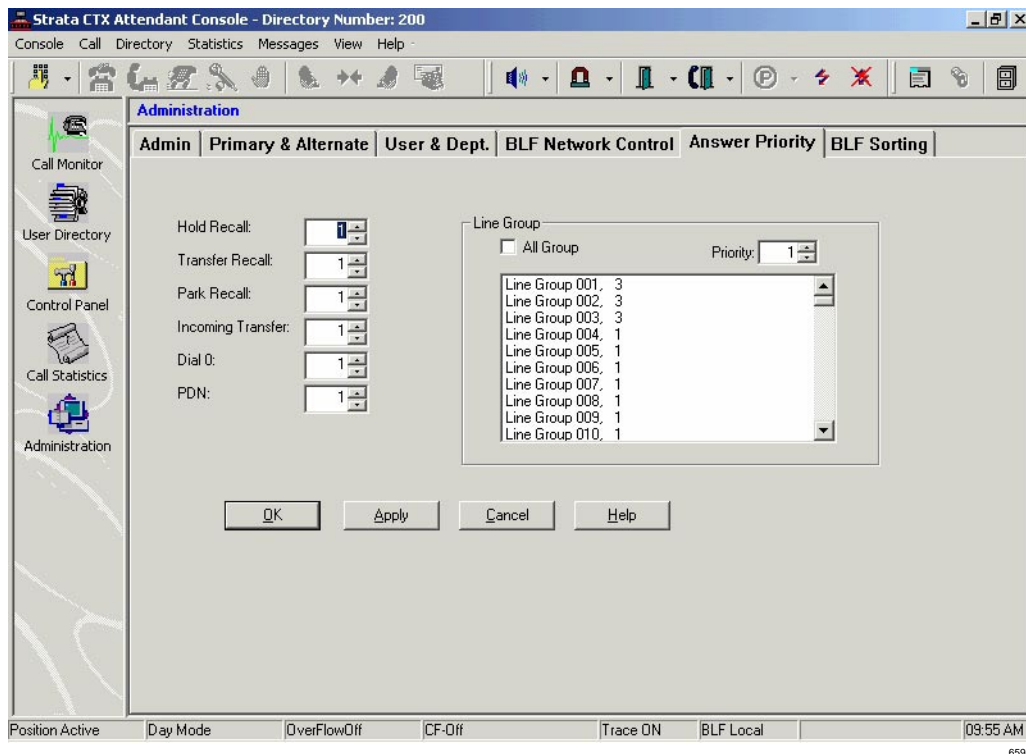 Strata CTX Attendant Console - Directory Number: 200
Console Call Directory Statistics Messages View Help
P
Administration
Admin Primary & Alternate User & Dept. BLF Network Control Answer Priority BLF Sorting
Call Monitor
User Directory
Control Panel
Call Statistics
Administration
Hold Recall: 1
Transfer Recall: 1
Park Recall: 1
Incoming Transfer: 1
Dial 0: 1
PDN: 1
Line Group
All Group Priority: 1
Line Group 001, 3
Line Group 002, 3
Line Group 003, 3
Line Group 004, 1
Line Group 005, 1
Line Group 006, 1
Line Group 007, 1
Line Group 008, 1
Line Group 009, 1
Line Group 010, 1
OK Apply Cancel Help
Position Active Day Mode OverFlowOff CF-Off Trace ON BLF Local 09:55 AM
659